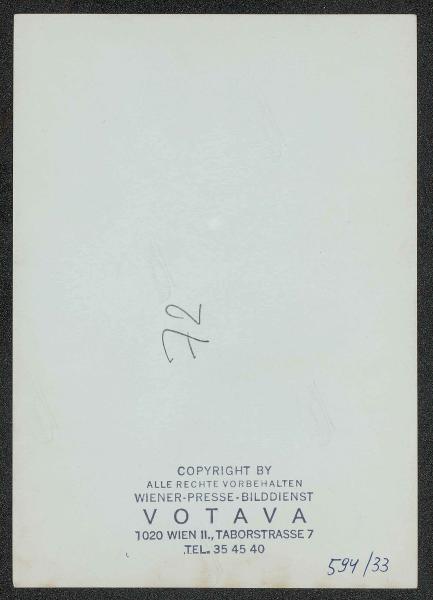 72
COPYRIGHT BY
ALLE RECHTE VORBEHALTEN
WIENER-PRESSE-BILDDIENST
VOTAVA
1020 WIEN II., TABORSTRASSE 7
TEL. 35 45 40
594/33